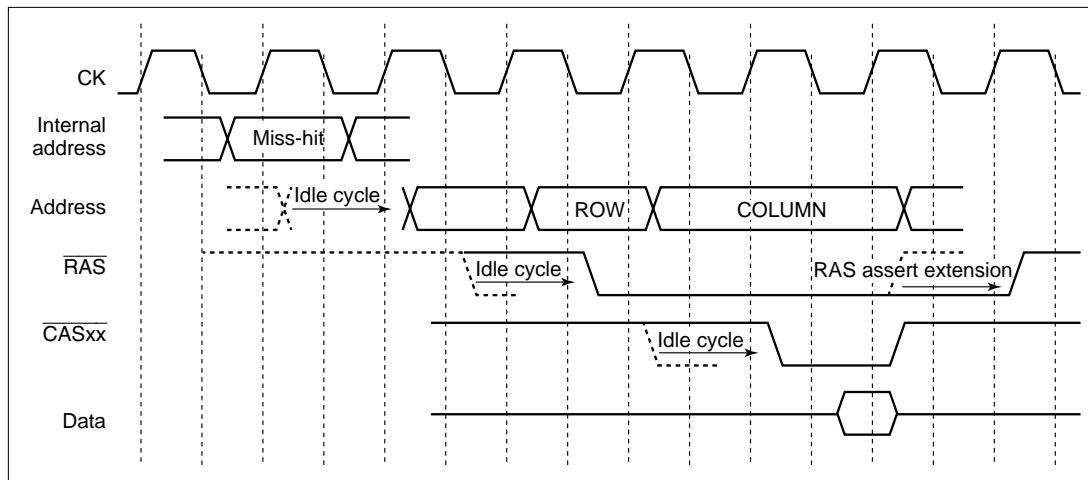 CK
Internal
address
Miss-hit
Address
Idle cycle
ROW
COLUMN
RAS
Idle cycle
RAS assert extension
CASxx
Idle cycle
Data